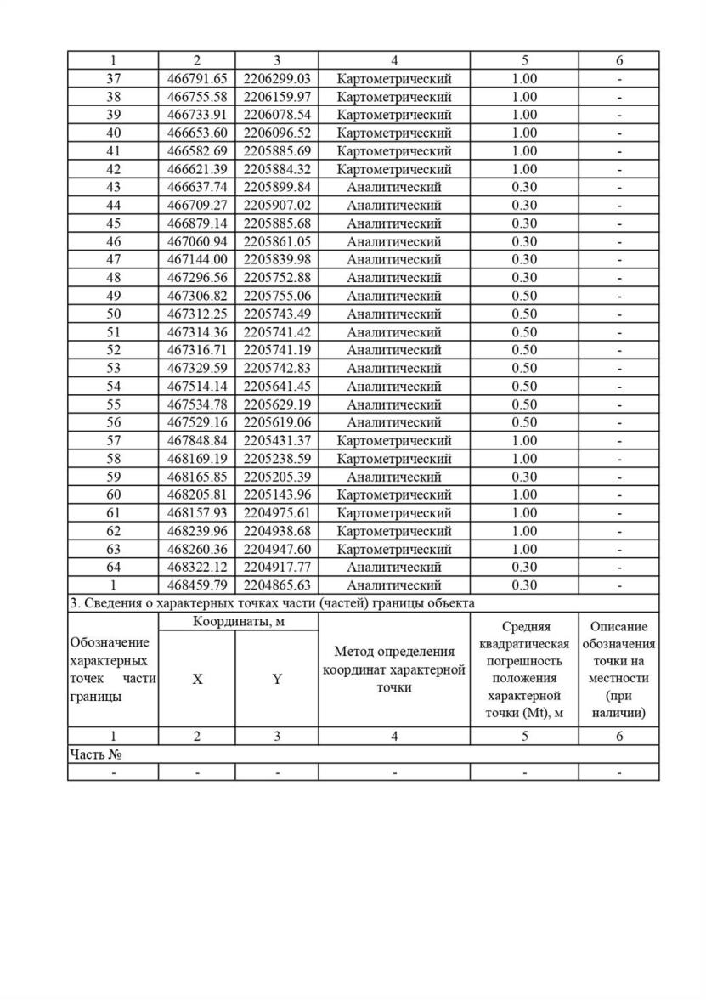 1 2 3 4 5 6
37 466791.65 2206299.03 Картометрический 1.00 -
38 466755.58 2206159.97 Картометрический 1.00 -
39 466733.91 2206078.54 Картометрический 1.00 -
40 466653.60 2206096.52 Картометрический 1.00 -
41 466582.69 2205885.69 Картометрический 1.00 -
42 466621.39 2205884.32 Картометрический 1.00 -
43 466637.74 2205899.84 Аналитический 0.30 -
44 466709.27 2205907.02 Аналитический 0.30 -
45 466879.14 2205885.68 Аналитический 0.30 -
46 467060.94 2205861.05 Аналитический 0.30 -
47 467144.00 2205839.98 Аналитический 0.30 -
48 467296.56 2205752.88 Аналитический 0.30 -
49 467306.82 2205755.06 Аналитический 0.50 -
50 467312.25 2205743.49 Аналитический 0.50 -
51 467314.36 2205741.42 Аналитический 0.50 -
52 467316.71 2205741.19 Аналитический 0.50 -
53 467329.59 2205742.83 Аналитический 0.50 -
54 467514.14 2205641.45 Аналитический 0.50 -
55 467534.78 2205629.19 Аналитический 0.50 -
56 467529.16 2205619.06 Аналитический 0.50 -
57 467848.84 2205431.37 Картометрический 1.00 -
58 468169.19 2205238.59 Картометрический 1.00 -
59 468165.85 2205205.39 Аналитический 0.30 -
60 468205.81 2205143.96 Картометрический 1.00 -
61 468157.93 2204975.61 Картометрический 1.00 -
62 468239.96 2204938.68 Картометрический 1.00 -
63 468260.36 2204947.60 Картометрический 1.00 -
64 468322.12 2204917.77 Аналитический 0.30 -
1 468459.79 2204865.63 Аналитический 0.30 -
3. Сведения о характерных точках части (частей) границы объекта
Обозначение
характерных
точек части
границы
Координаты, м
X Y
Метод определения
координат характерной
точки
Средняя
квадратическая
погрешность
положения
характерной
точки (Mt), м
Описание
обозначения
точки на
местности
(при
наличии)
1 2 3 4 5 6
Часть №
- - - - - -